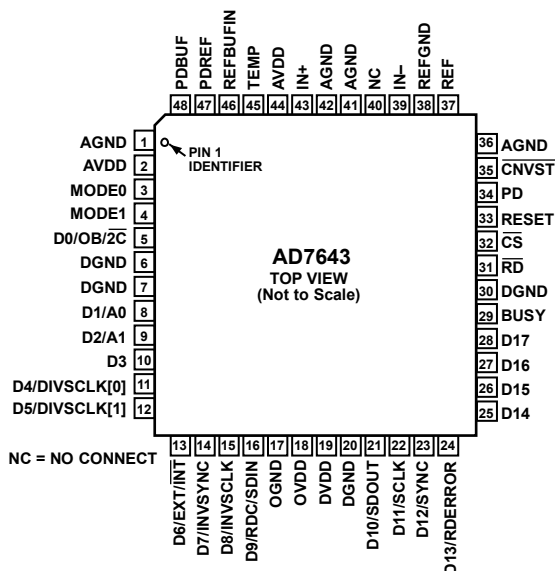 PDBUF
PDREF
REFBUFIN
TEMP
AVDD
IN+
AGND
AGND
NC
IN–
REFGND
REF
48 47 46 45 44 43 42 41 40 39 38 37
AGND 1
AVDD 2
MODE0 3
MODE1 4
D0/OB/2C 5
DGND 6
DGND 7
D1/A0 8
D2/A1 9
D3 10
D4/DIVSCLK[0] 11
D5/DIVSCLK[1] 12
PIN 1
IDENTIFIER
AD7643
TOP VIEW
(Not to Scale)
36 AGND
35 CNVST
34 PD
33 RESET
32 CS
31 RD
30 DGND
29 BUSY
28 D17
27 D16
26 D15
25 D14
13 14 15 16 17 18 19 20 21 22 23 24
NC = NO CONNECT
D6/EXT/INT
D7/INVSYNC
D8/INVSCLK
D9/RDC/SDIN
OGND
OVDD
DVDD
DGND
D10/SDOUT
D11/SCLK
D12/SYNC
D13/RDERROR